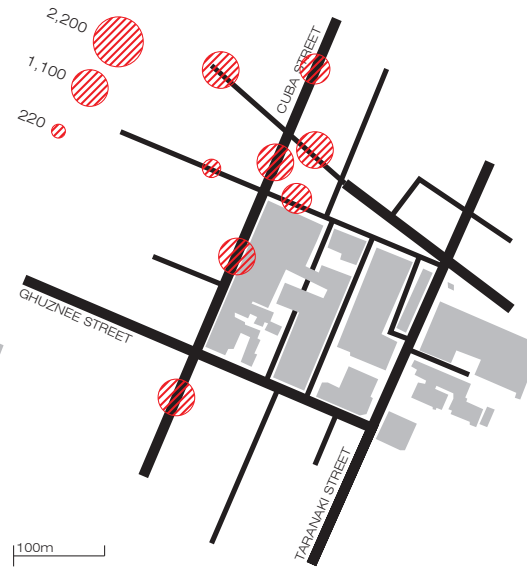 2,200
1,100
220
CUBA STREET
GHUZNEE STREET
TARANAKI STREET
100m